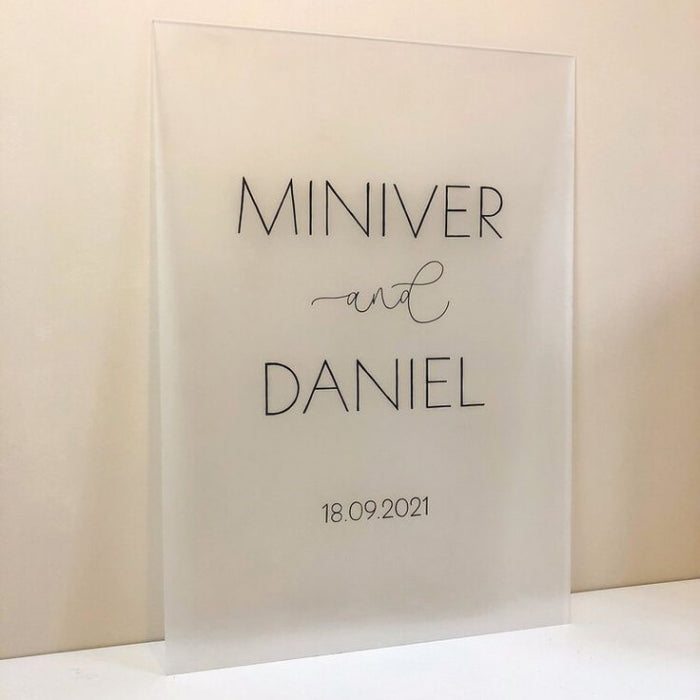 MINIVER
and
DANIEL
18.09.2021